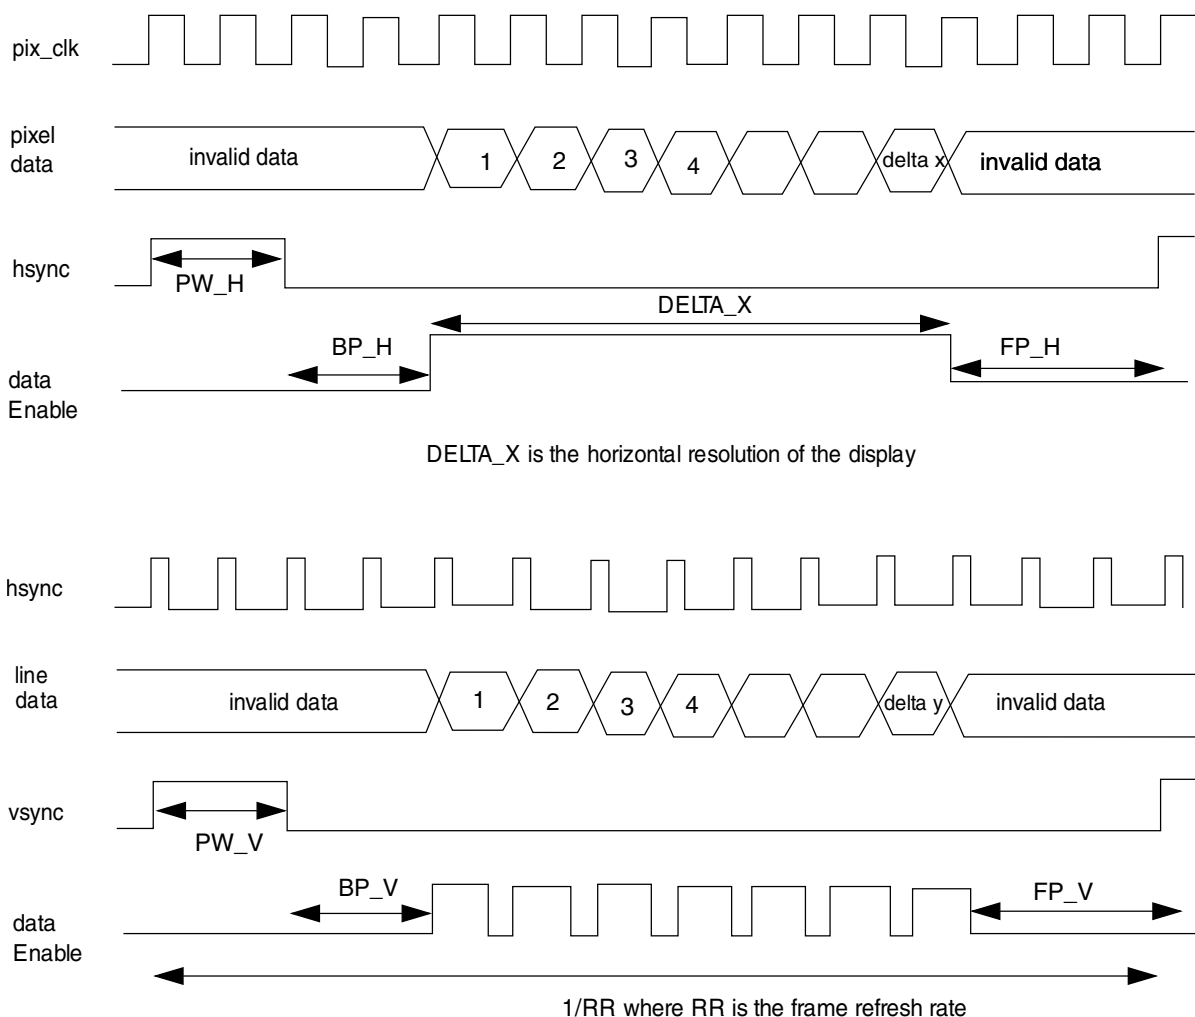 pix_clk
pixel
data
invalid data
1
2
3
4
delta x
invalid data
hsync
PW_H
DELTA_X
BP_H
FP_H
data
Enable
DELTA_X is the horizontal resolution of the display
hsync
line
data
invalid data
1
2
3
4
delta y
invalid data
vsync
PW_V
BP_V
FP_V
data
Enable
1/RR where RR is the frame refresh rate